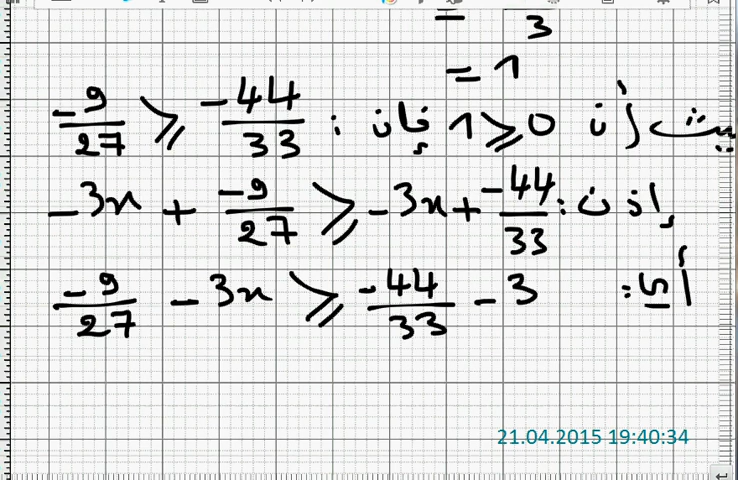 = 3
= 1
بيت أن 1 ⩾ 0 فإن : -9/27 ⩾ -44/33
إذن : -3x + -9/27 ⩾ -3x + -44/33
أي : -9/27 - 3x ⩾ -44/33 - 3
21.04.2015 19:40:34